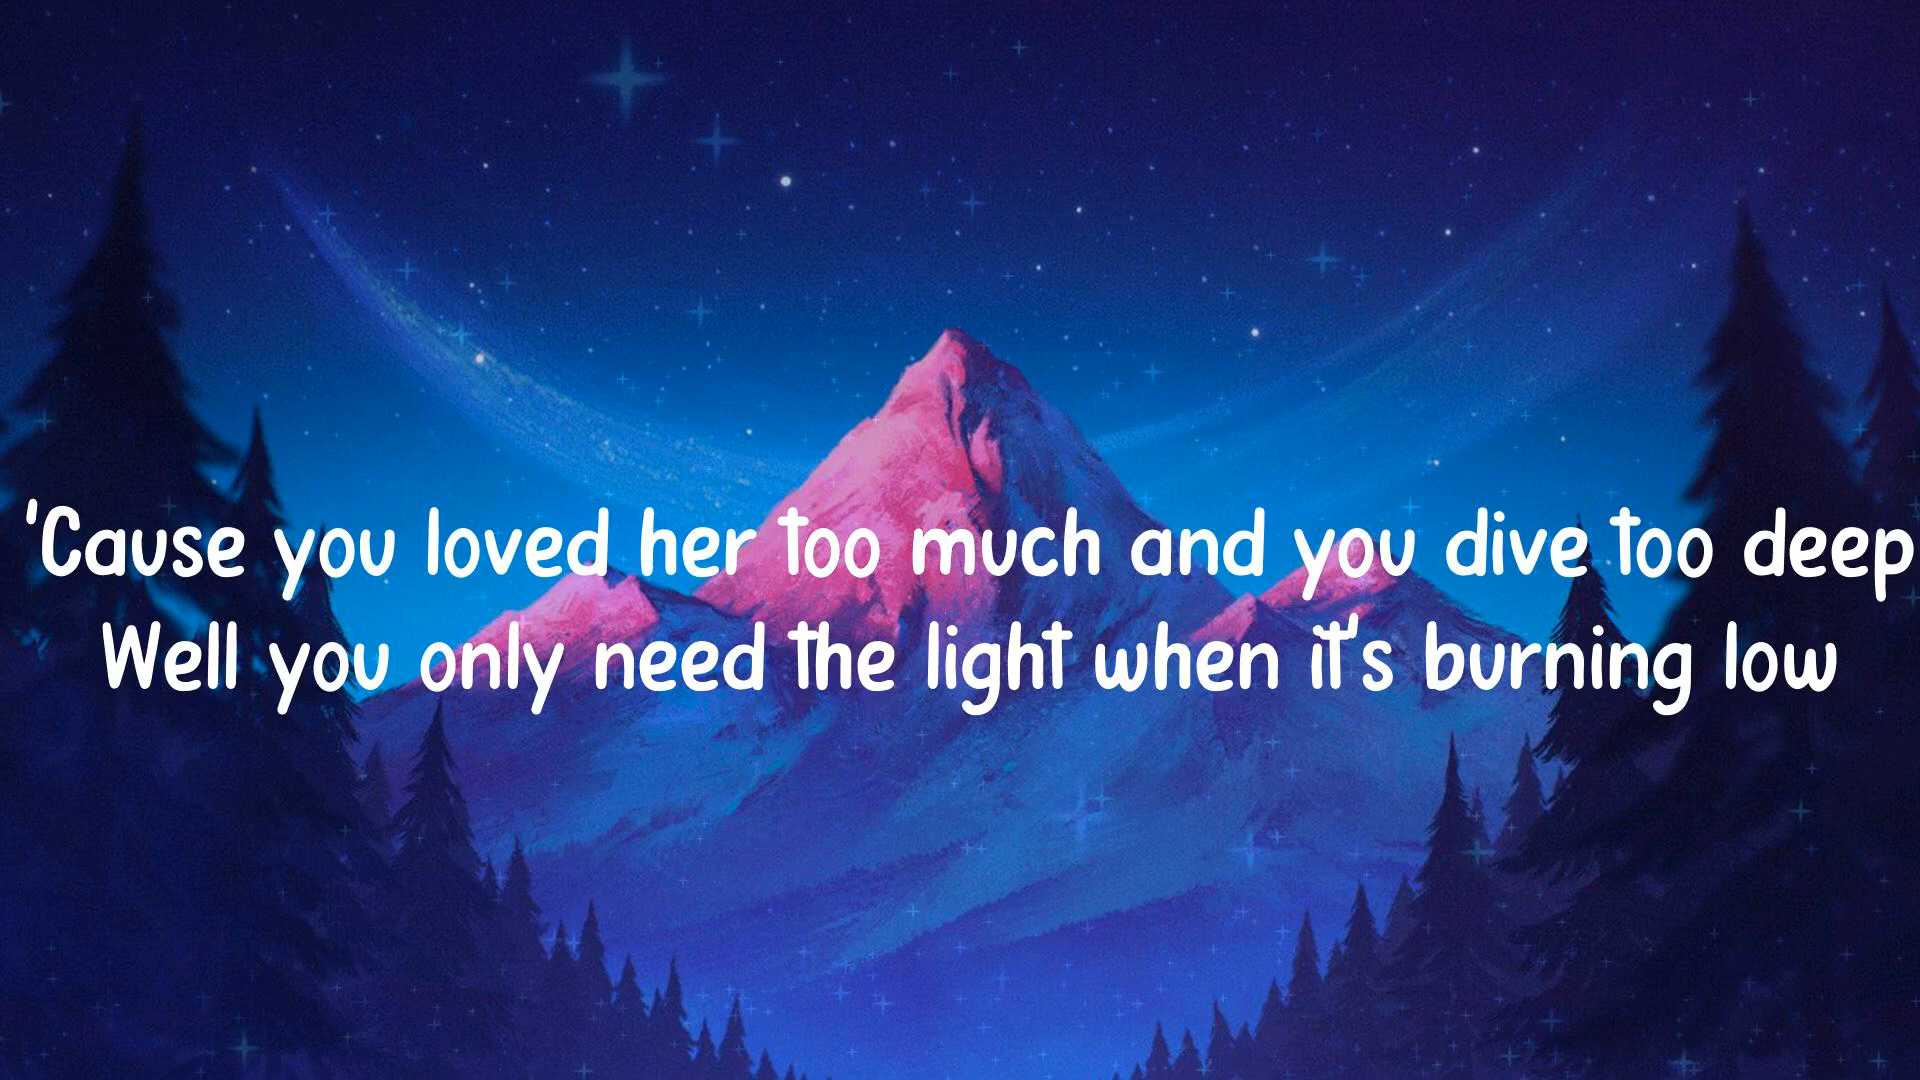 'Cause you loved her too much and you dive too deep
Well you only need the light when it's burning low